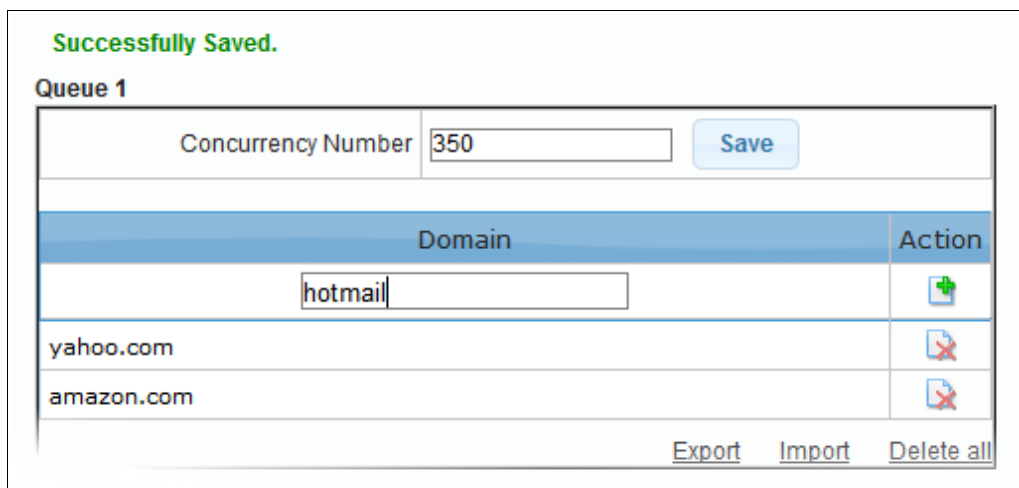 Successfully Saved.
Queue 1
Concurrency Number 350 Save
Domain Action
hotmail
yahoo.com
amazon.com
Export Import Delete all